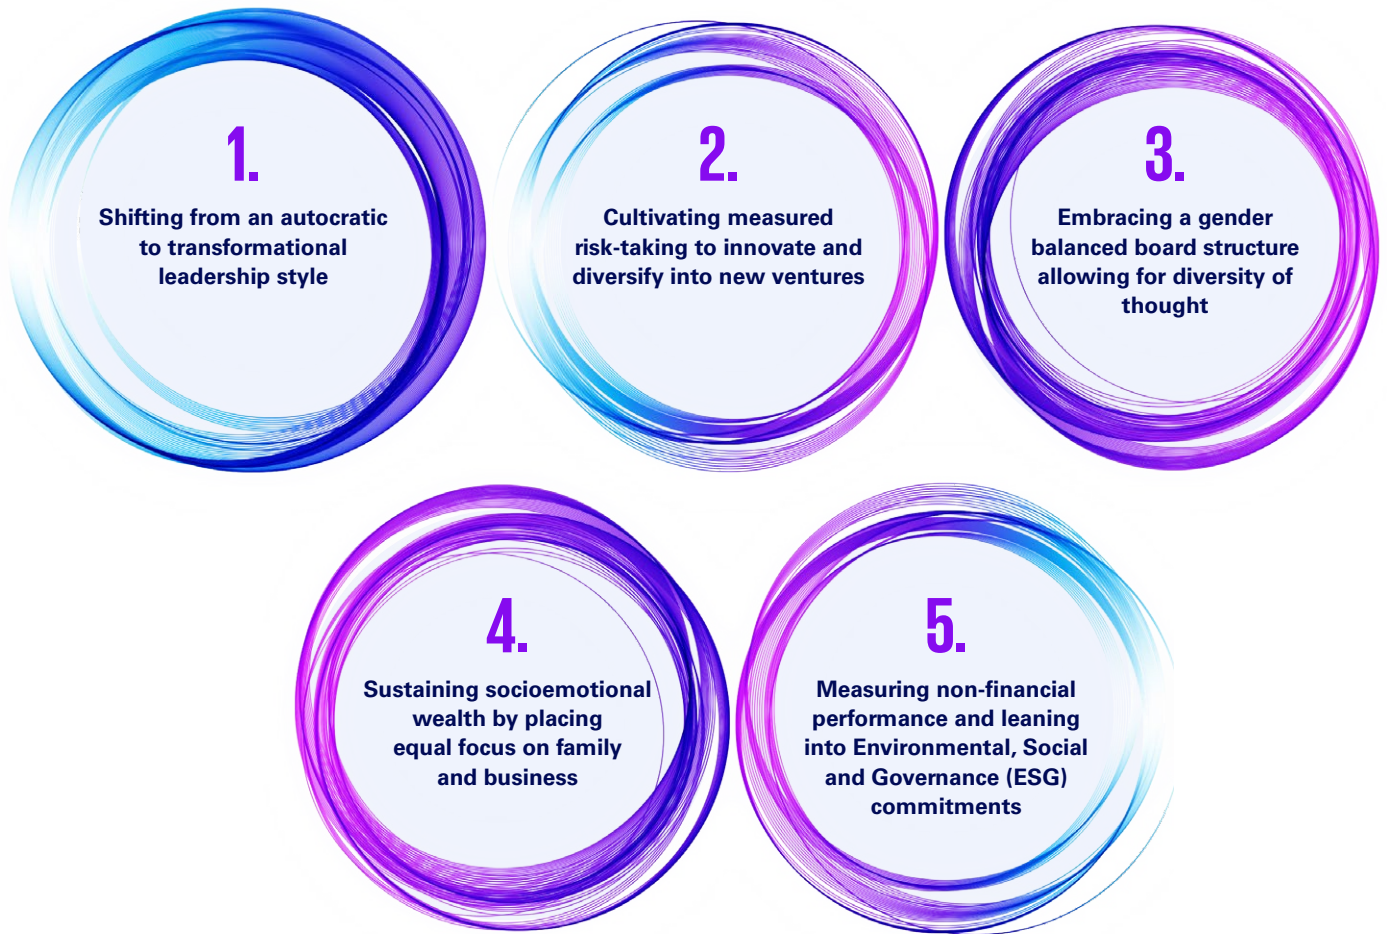 1.
Shifting from an autocratic
to transformational
leadership style
2.
Cultivating measured
risk-taking to innovate and
diversify into new ventures
3.
Embracing a gender
balanced board structure
allowing for diversity of
thought
4.
Sustaining socioemotional
wealth by placing
equal focus on family
and business
5.
Measuring non-financial
performance and leaning
into Environmental, Social
and Governance (ESG)
commitments